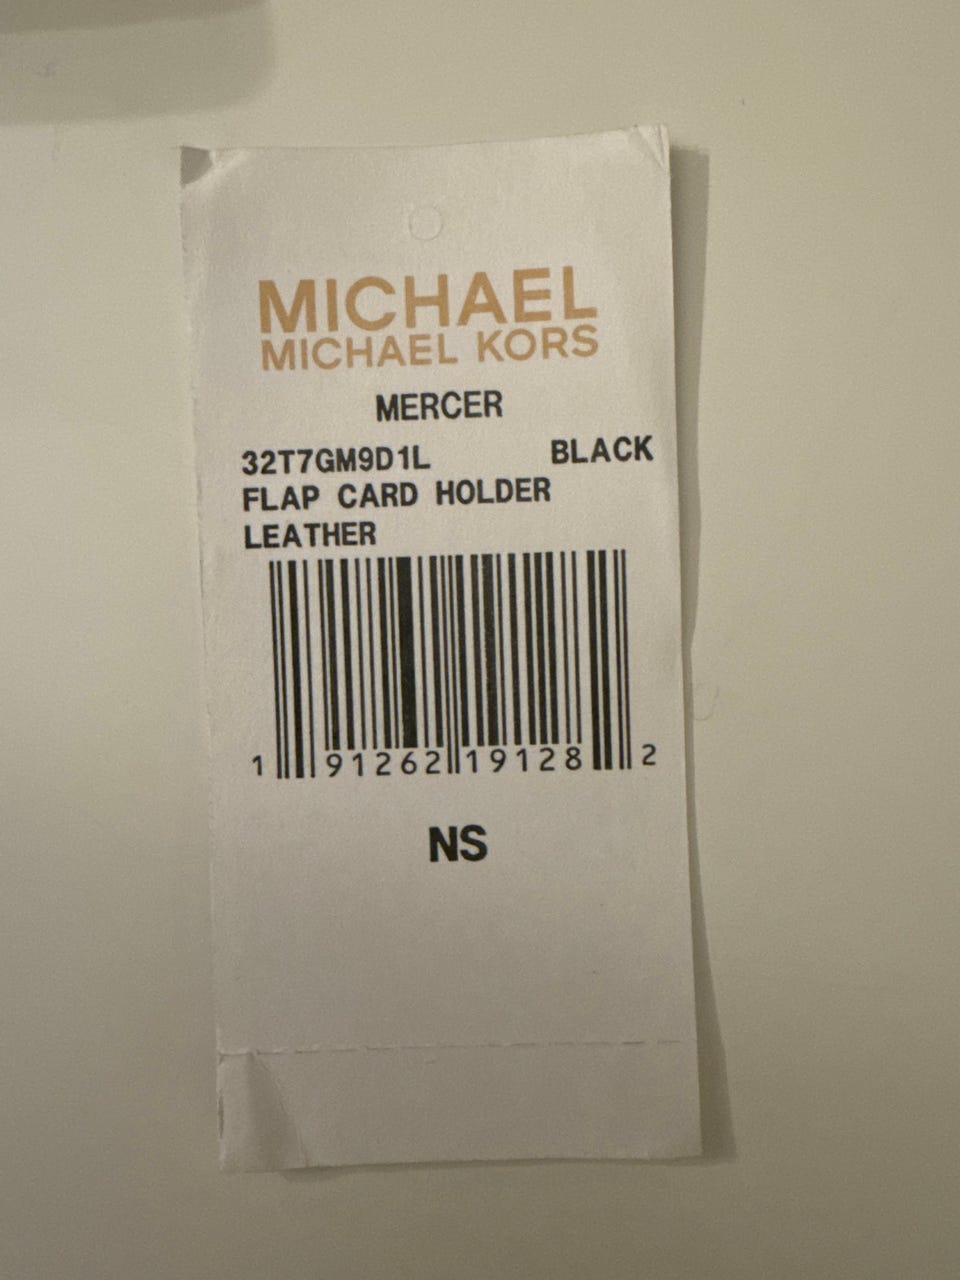 MICHAEL
MICHAEL KORS
MERCER
32T7GM9D1L BLACK
FLAP CARD HOLDER
LEATHER
1 91262 19128 2
NS